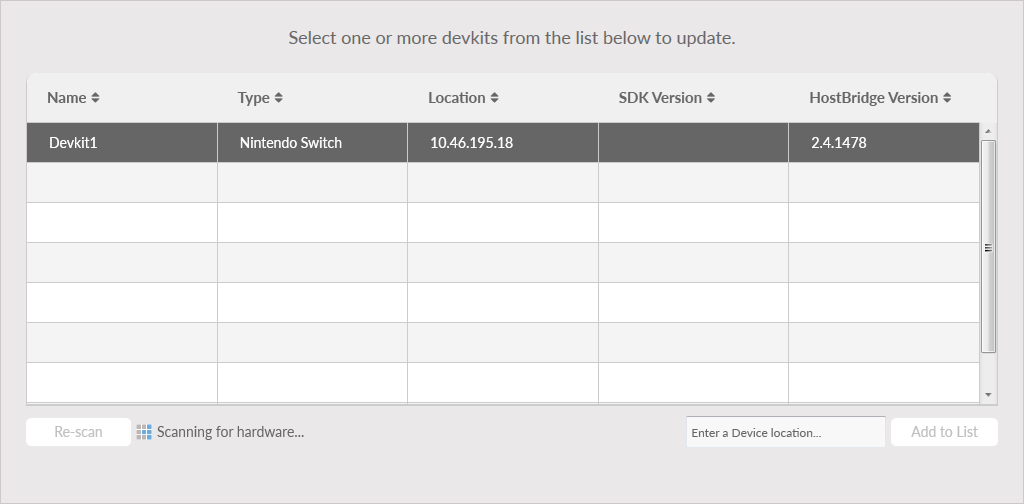 Select one or more devkits from the list below to update.
Name Type Location SDK Version HostBridge Version
Devkit1 Nintendo Switch 10.46.195.18 2.4.1478
Re-scan Scanning for hardware... Enter a Device location... Add to List